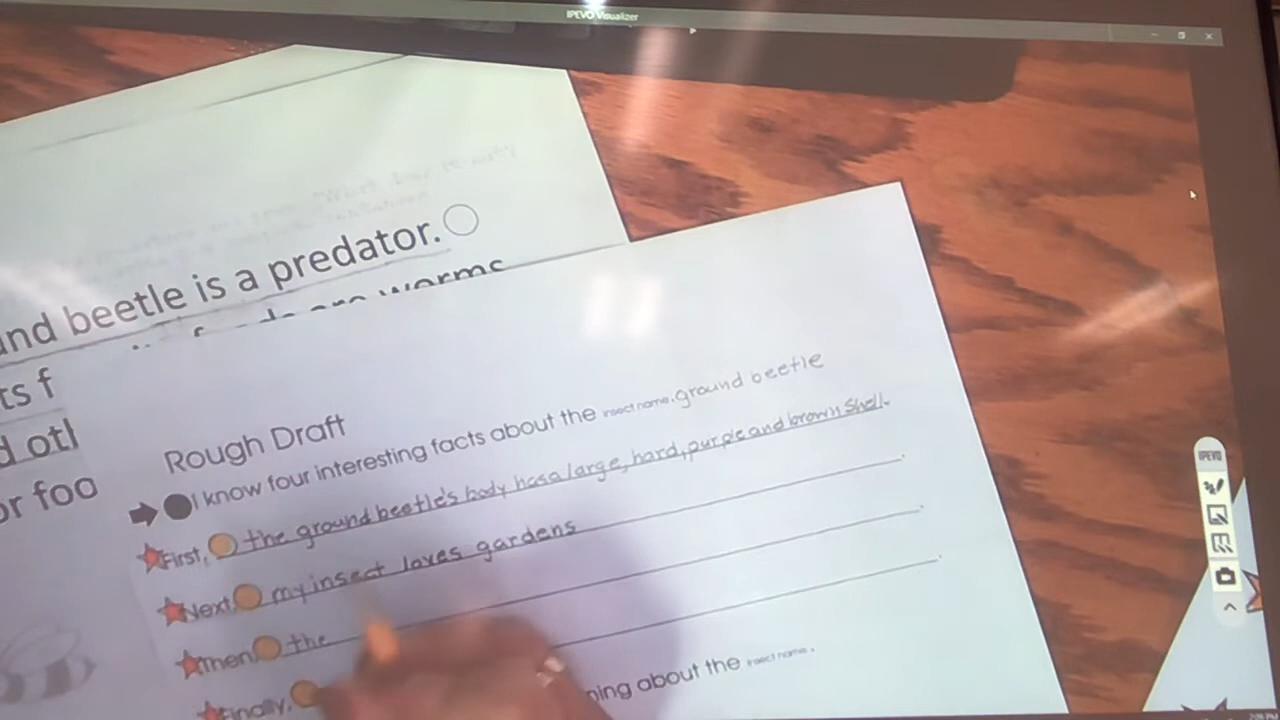 IPEVO Visualizer
und beetle is a predator.
worms
ts f
d otl
or foo
Rough Draft
I know four interesting facts about the insect name. ground beetle
First, the ground beetle's body has a large, hard, purple and brown shell.
Next, my insect loves gardens
Then, the
Finally,
ning about the insect name.
IPEVO